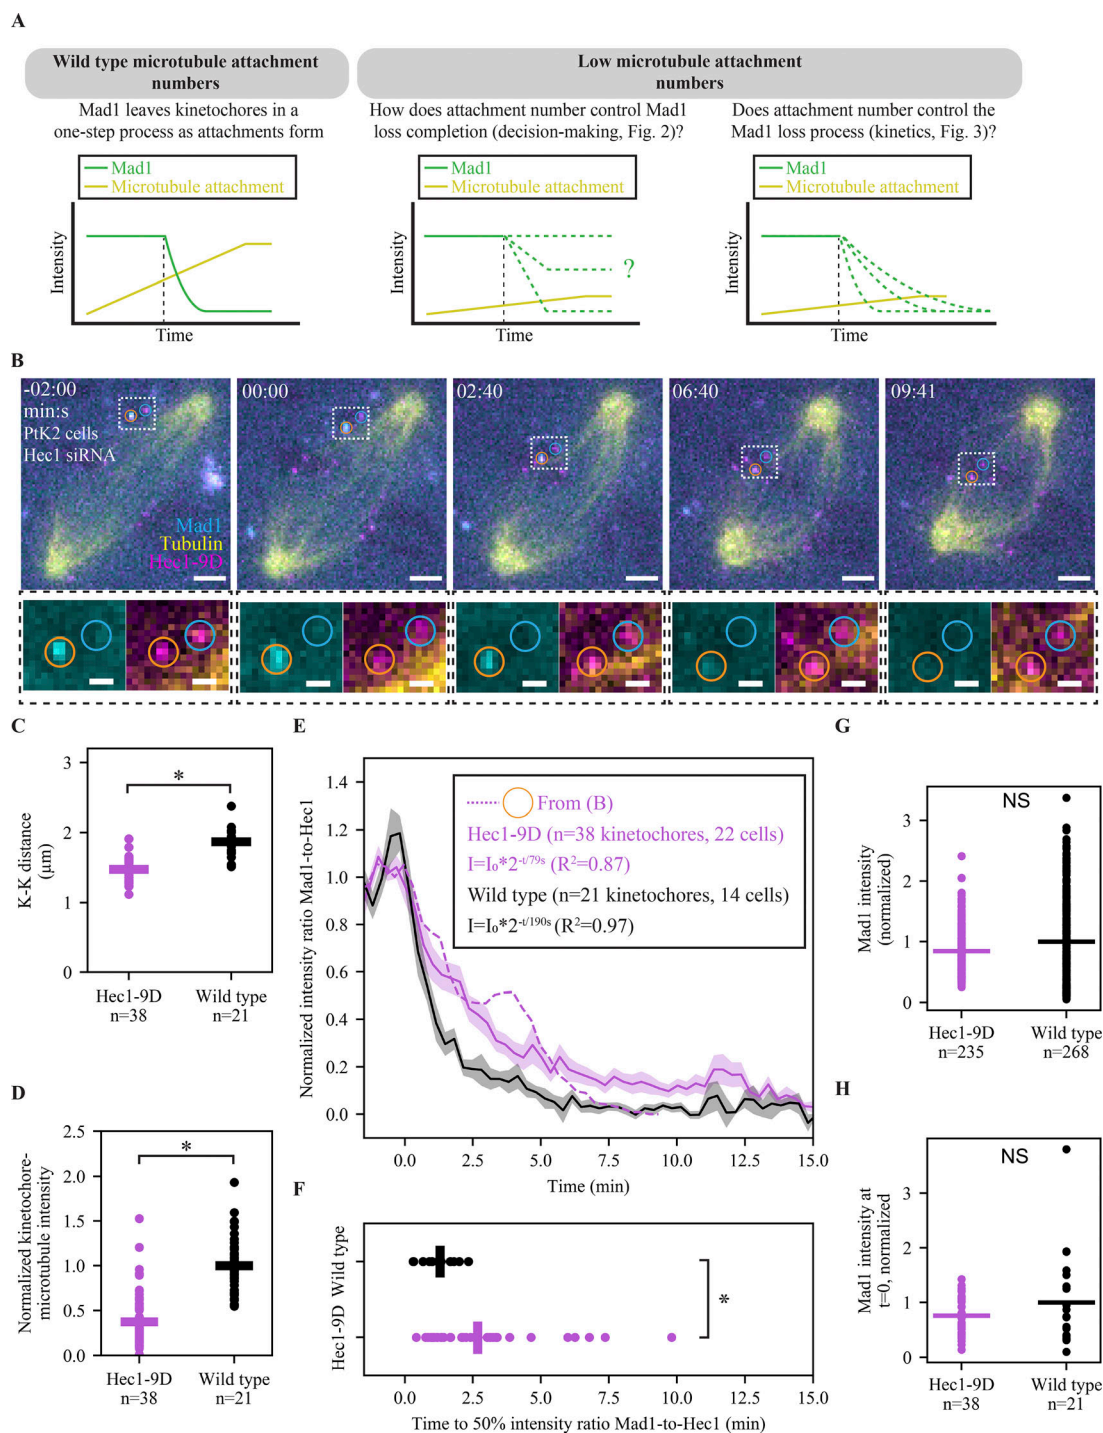 A
Wild type microtubule attachment
numbers
Low microtubule attachment
numbers
Mad1 leaves kinetochores in a
one-step process as attachments form
How does attachment number control Mad1
loss completion (decision-making, Fig. 2)?
Does attachment number control the
Mad1 loss process (kinetics, Fig. 3)?
Mad1
Microtubule attachment
Intensity
Time
Mad1
Microtubule attachment
Intensity
?
Time
Mad1
Microtubule attachment
Intensity
Time
B
-02:00
min:s
PtK2 cells
Hec1 siRNA
Mad1
Tubulin
Hec1-9D
00:00
02:40
06:40
09:41
C
K-K distance
(μm)
3
2
1
0
*
Hec1-9D
n=38
Wild type
n=21
D
Normalized kinetochore-
microtubule intensity
2.5
2.0
1.5
1.0
0.5
0.0
*
Hec1-9D
n=38
Wild type
n=21
E
Normalized intensity ratio Mad1-to-Hec1
1.4
1.2
1.0
0.8
0.6
0.4
0.2
0.0
From (B)
Hec1-9D (n=38 kinetochores, 22 cells)
I=I₀*2^-t/79s (R²=0.87)
Wild type (n=21 kinetochores, 14 cells)
I=I₀*2^-t/190s (R²=0.97)
0.0 2.5 5.0 7.5 10.0 12.5 15.0
Time (min)
F
Wild type
Hec1-9D
*
0.0 2.5 5.0 7.5 10.0 12.5 15.0
Time to 50% intensity ratio Mad1-to-Hec1 (min)
G
Mad1 intensity
(normalized)
3
2
1
0
NS
Hec1-9D
n=235
Wild type
n=268
H
Mad1 intensity at
t=0, normalized
3
2
1
0
NS
Hec1-9D
n=38
Wild type
n=21